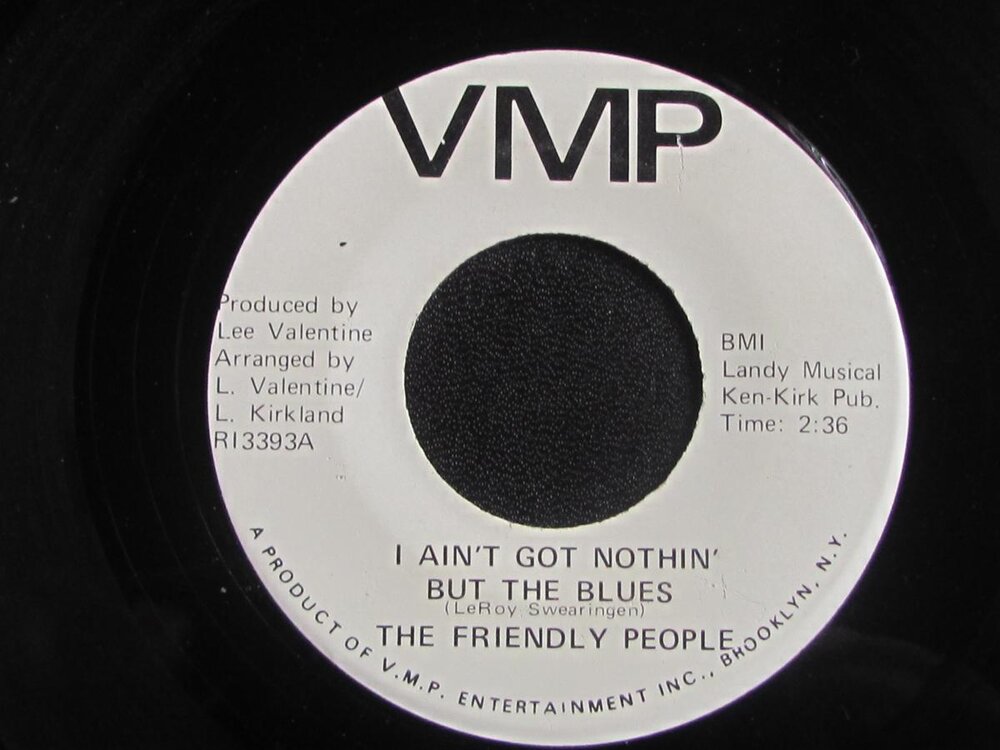 VMP
Produced by
Lee Valentine
Arranged by
L. Valentine/
L. Kirkland
RI3393A
BMI
Landy Musical
Ken-Kirk Pub.
Time: 2:36
I AIN'T GOT NOTHIN'
BUT THE BLUES
(LeRoy Swearingen)
THE FRIENDLY PEOPLE
A PRODUCT OF V.M.P. ENTERTAINMENT INC., BROOKLYN, N.Y.